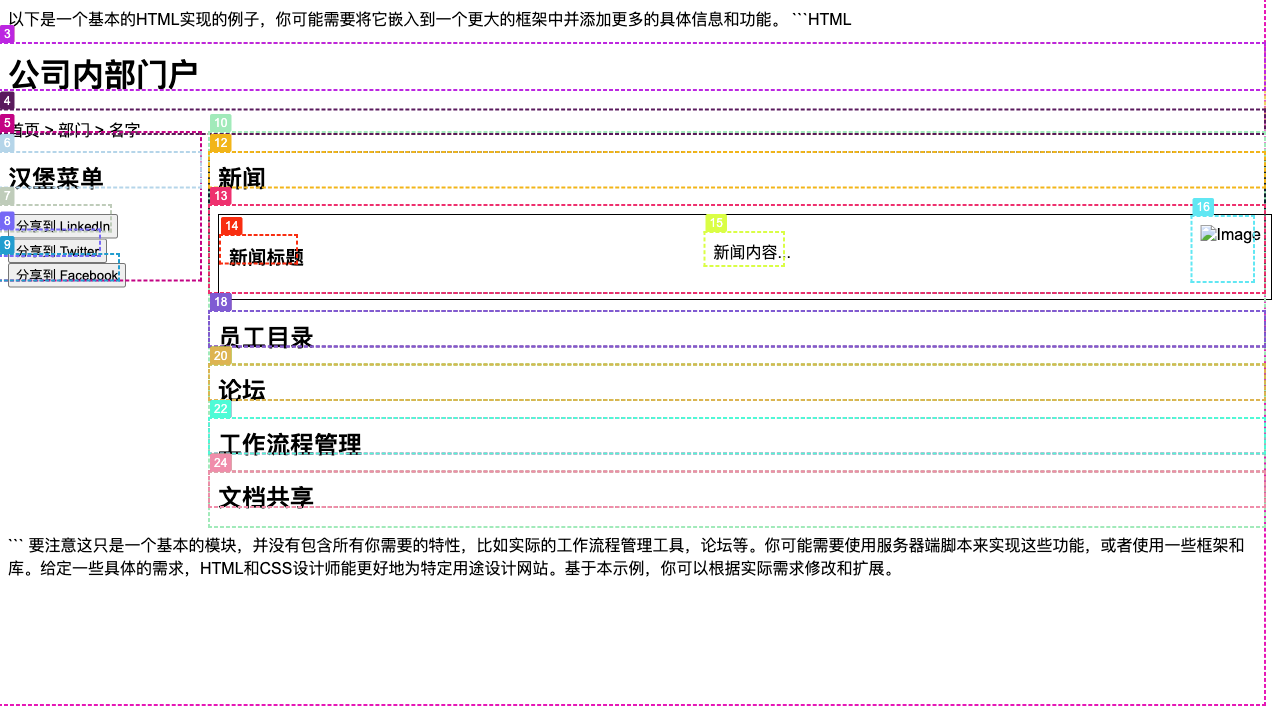 以下是一个基本的HTML实现的例子，你可能需要将它嵌入到一个更大的框架中并添加更多的具体信息和功能。 ```HTML
3
公司内部门户
4
5
首页 > 部门 > 名字
10
6
12
汉堡菜单
新闻
7
13
16
8
分享到 LinkedIn
14
15
Image
9
分享到 Twitter
新闻标题
新闻内容...
分享到 Facebook
18
员工目录
20
论坛
22
工作流程管理
24
文档共享
``` 要注意这只是一个基本的模块，并没有包含所有你需要的特性，比如实际的工作流程管理工具，论坛等。你可能需要使用服务器端脚本来实现这些功能，或者使用一些框架和
库。给定一些具体的需求，HTML和CSS设计师能更好地为特定用途设计网站。基于本示例，你可以根据实际需求修改和扩展。